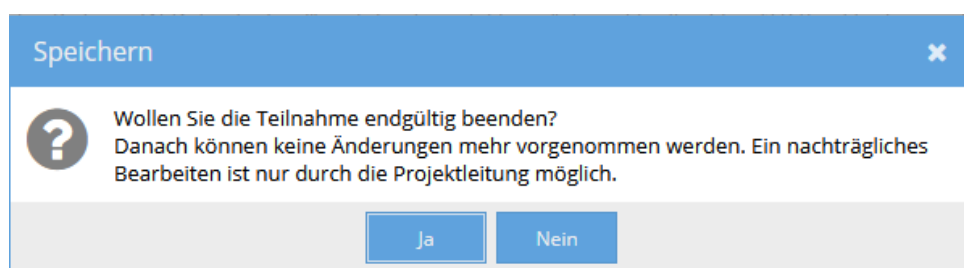 Speichern
Wollen Sie die Teilnahme endgültig beenden?
Danach können keine Änderungen mehr vorgenommen werden. Ein nachträgliches
Bearbeiten ist nur durch die Projektleitung möglich.
Ja
Nein